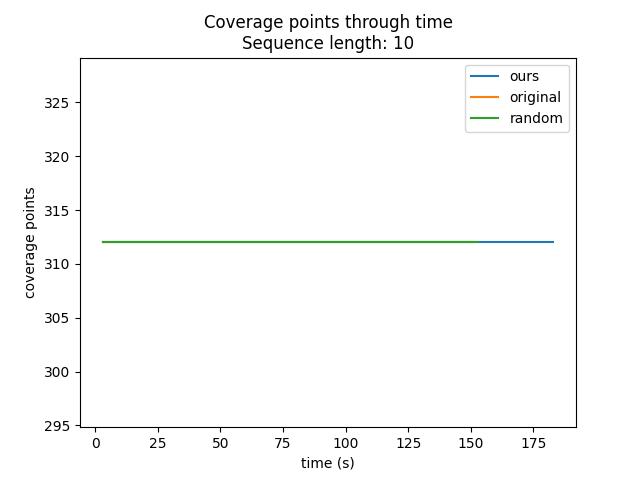 Coverage points through time
Sequence length: 10
ours
original
random
coverage points
325
320
315
310
305
300
295
0
25
50
75
100
125
150
175
time (s)